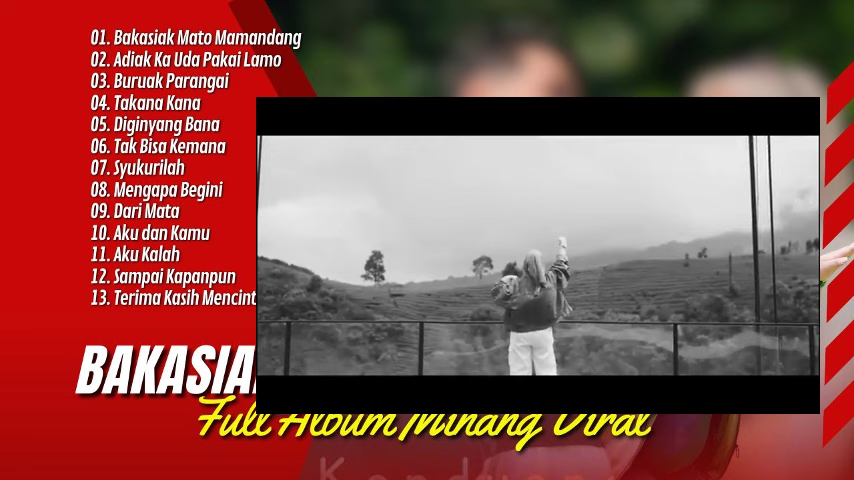 01. Bakasiak Mato Mamandang
02. Adiak Ka Uda Pakai Lamo
03. Buruak Parangai
04. Takana Kana
05. Diginyang Bana
06. Tak Bisa Kemana
07. Syukurilah
08. Mengapa Begini
09. Dari Mata
10. Aku dan Kamu
11. Aku Kalah
12. Sampai Kapanpun
13. Terima Kasih Mencint
BAKASIA
Full Album Minang Viral